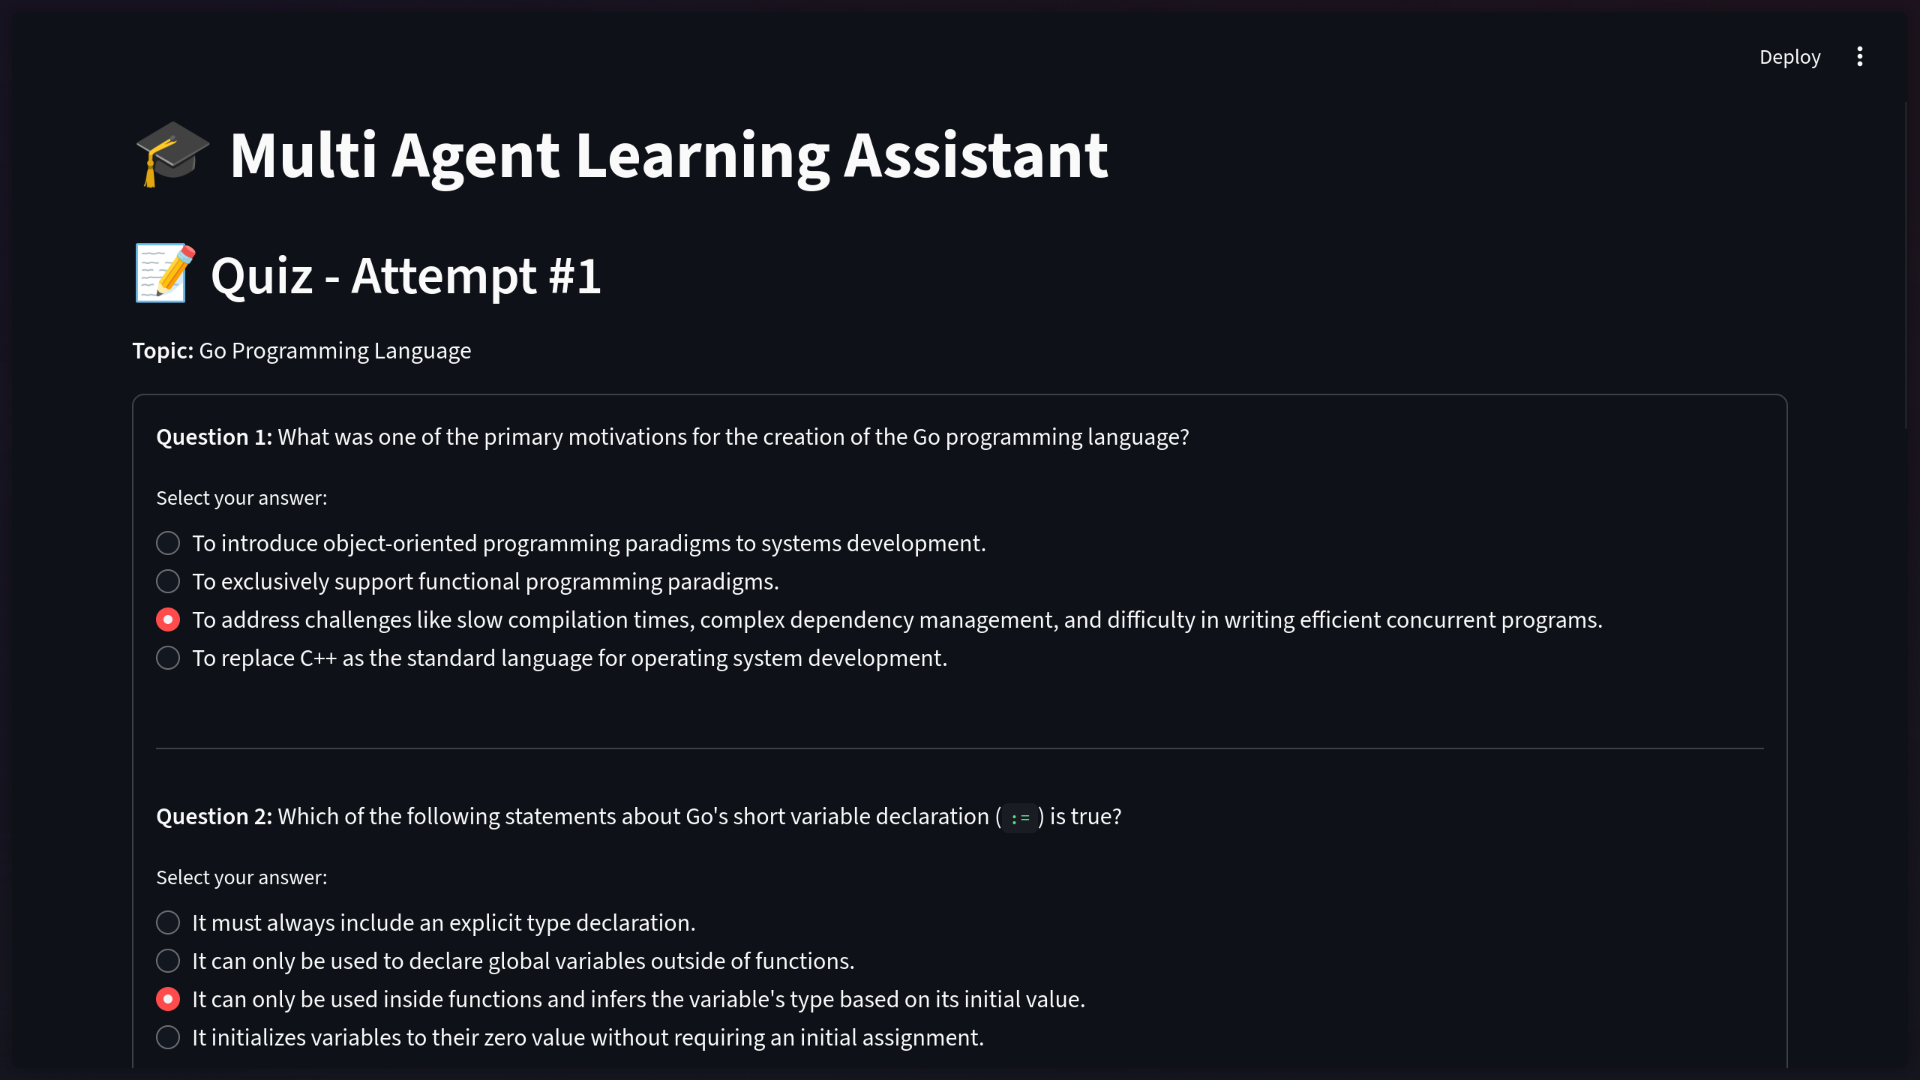 Deploy
Multi Agent Learning Assistant
Quiz - Attempt #1
Topic: Go Programming Language
Question 1: What was one of the primary motivations for the creation of the Go programming language?
Select your answer:
To introduce object-oriented programming paradigms to systems development.
To exclusively support functional programming paradigms.
To address challenges like slow compilation times, complex dependency management, and difficulty in writing efficient concurrent programs.
To replace C++ as the standard language for operating system development.
Question 2: Which of the following statements about Go's short variable declaration ( := ) is true?
Select your answer:
It must always include an explicit type declaration.
It can only be used to declare global variables outside of functions.
It can only be used inside functions and infers the variable's type based on its initial value.
It initializes variables to their zero value without requiring an initial assignment.